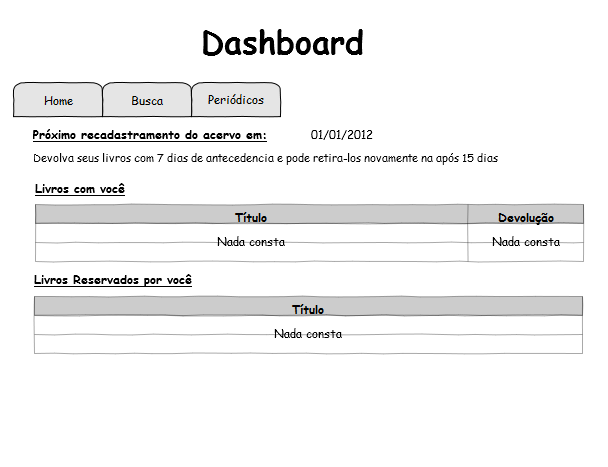 Dashboard
Home Busca Periódicos
Próximo recadastramento do acervo em: 01/01/2012
Devolva seus livros com 7 dias de antecedencia e pode retira-los novamente na após 15 dias
Livros com você
Título Devolução
Nada consta Nada consta
Livros Reservados por você
Título
Nada consta